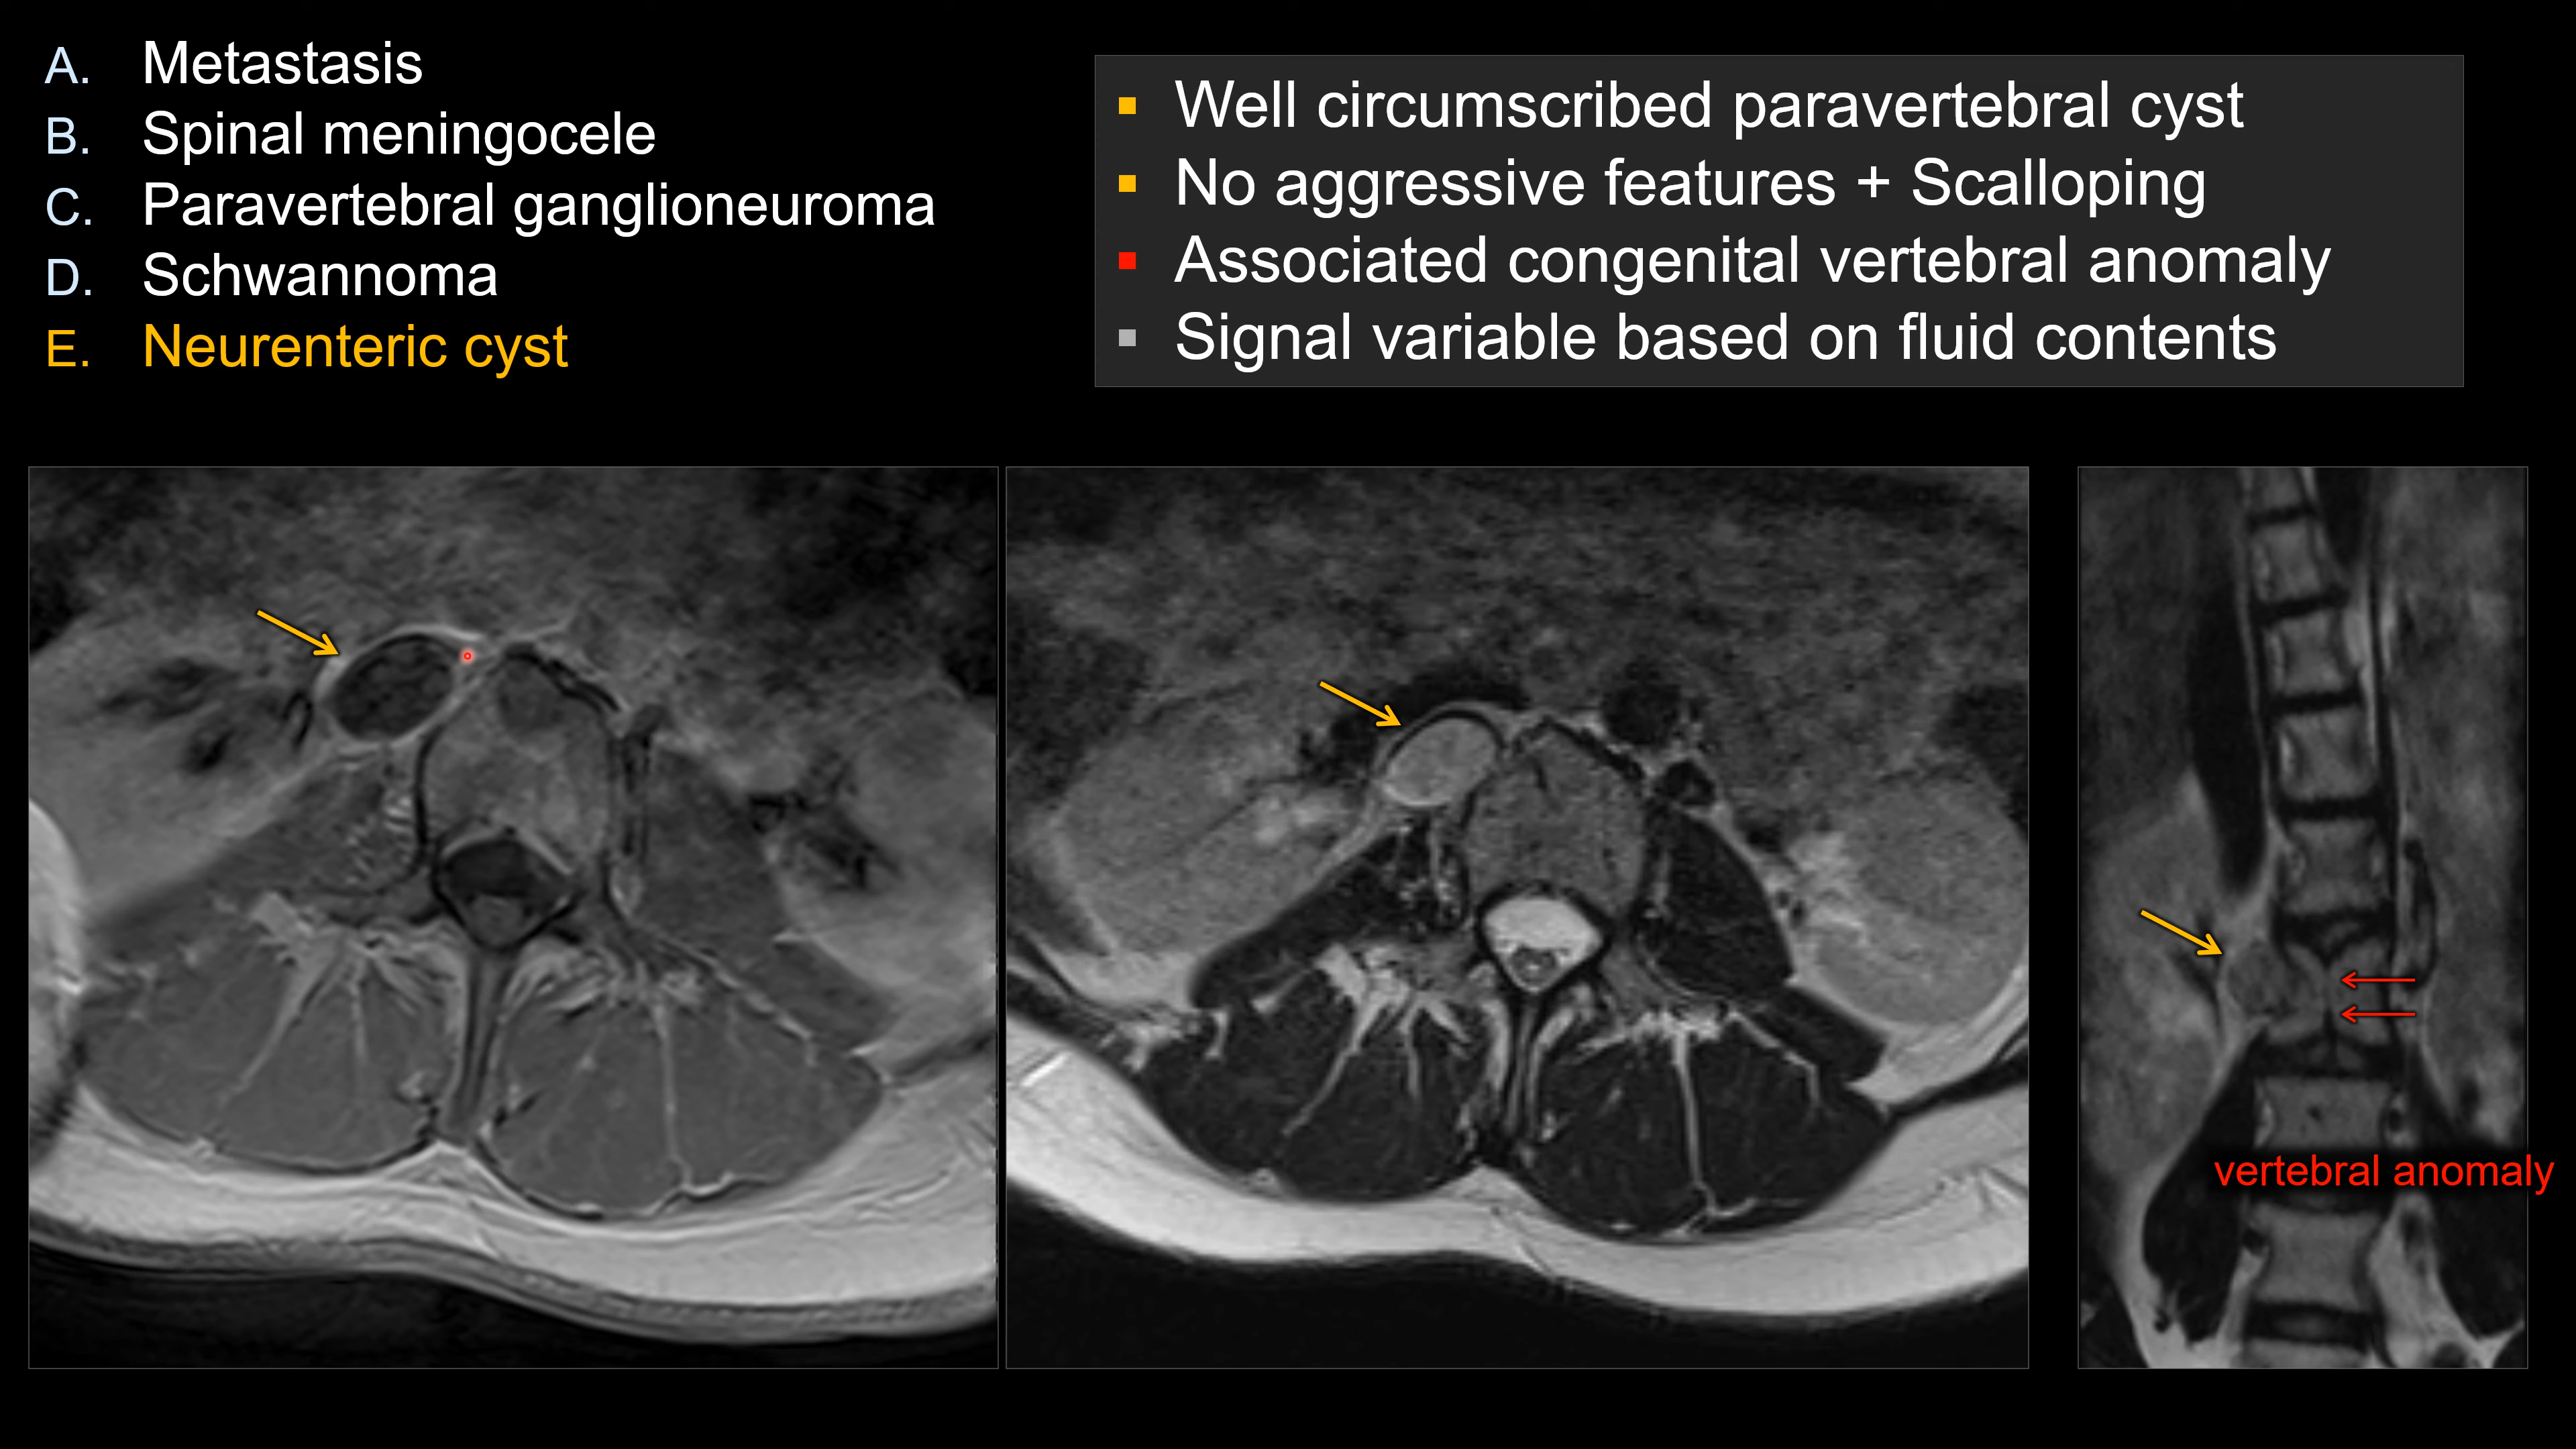 A. Metastasis
B. Spinal meningocele
C. Paravertebral ganglioneuroma
D. Schwannoma
E. Neurenteric cyst
Well circumscribed paravertebral cyst
No aggressive features + Scalloping
Associated congenital vertebral anomaly
Signal variable based on fluid contents
vertebral anomaly